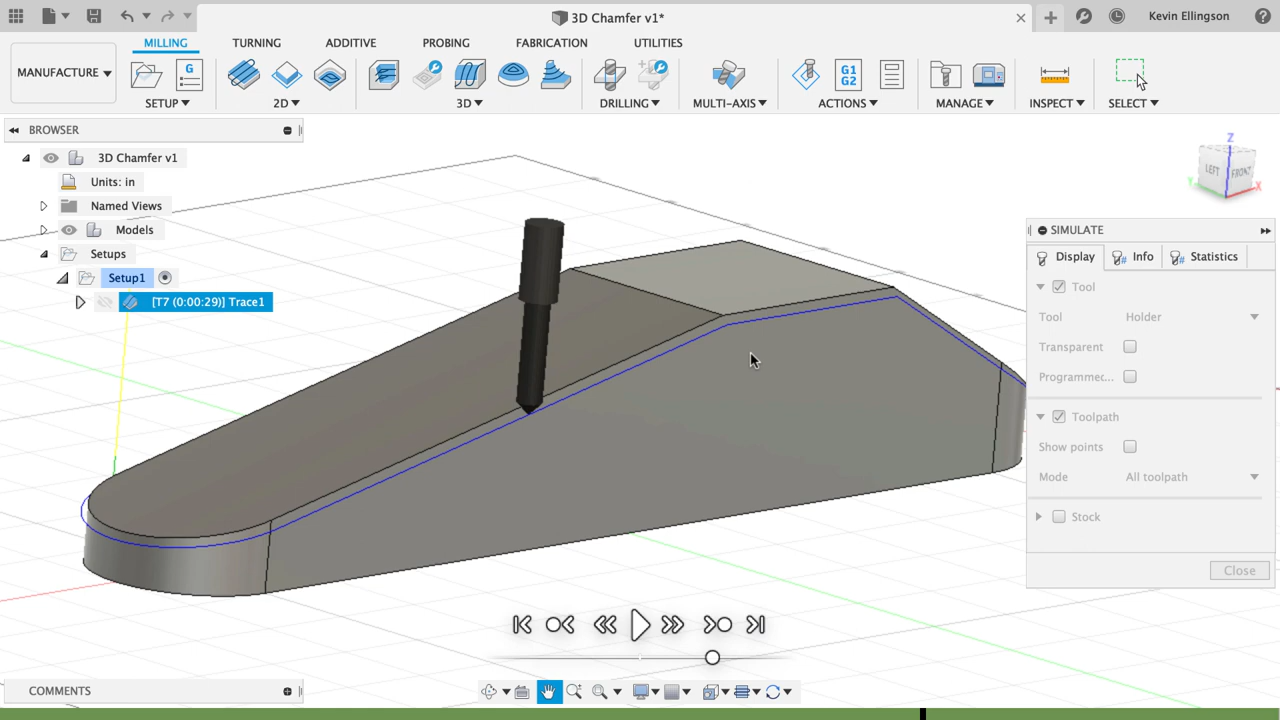 3D Chamfer v1*
Kevin Ellingson
MANUFACTURE
MILLING TURNING ADDITIVE PROBING FABRICATION UTILITIES
G
G1
G2
SETUP 2D 3D DRILLING MULTI-AXIS ACTIONS MANAGE INSPECT SELECT
BROWSER
3D Chamfer v1
Units: in
Named Views
Models
Setups
Setup1
[T7 (0:00:29)] Trace1
Z
LEFT FRONT
Y X
SIMULATE
Display Info Statistics
Tool
Tool Holder
Transparent
Programmec...
Toolpath
Show points
Mode All toolpath
Stock
Close
COMMENTS